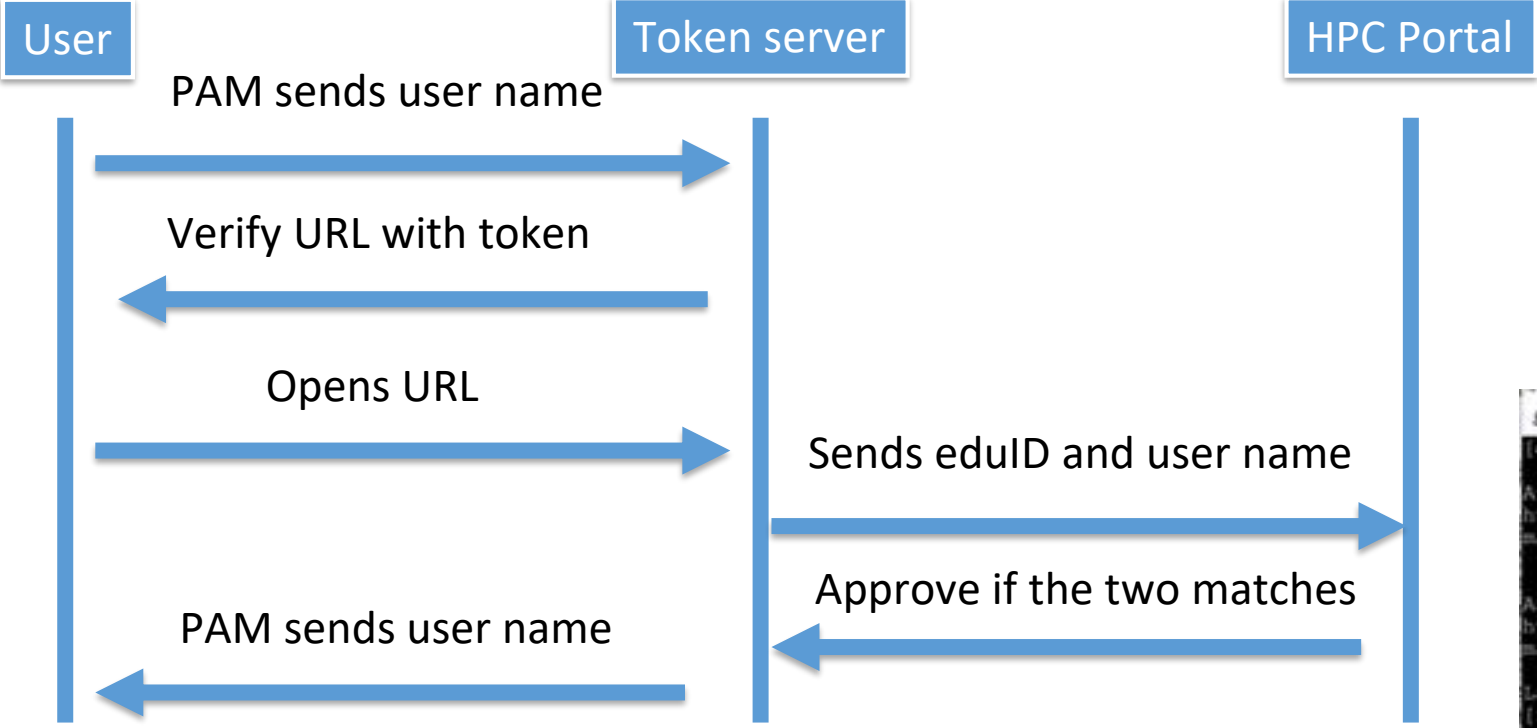 User
Token server
HPC Portal
PAM sends user name
Verify URL with token
Opens URL
Sends eduID and user name
Approve if the two matches
PAM sends user name